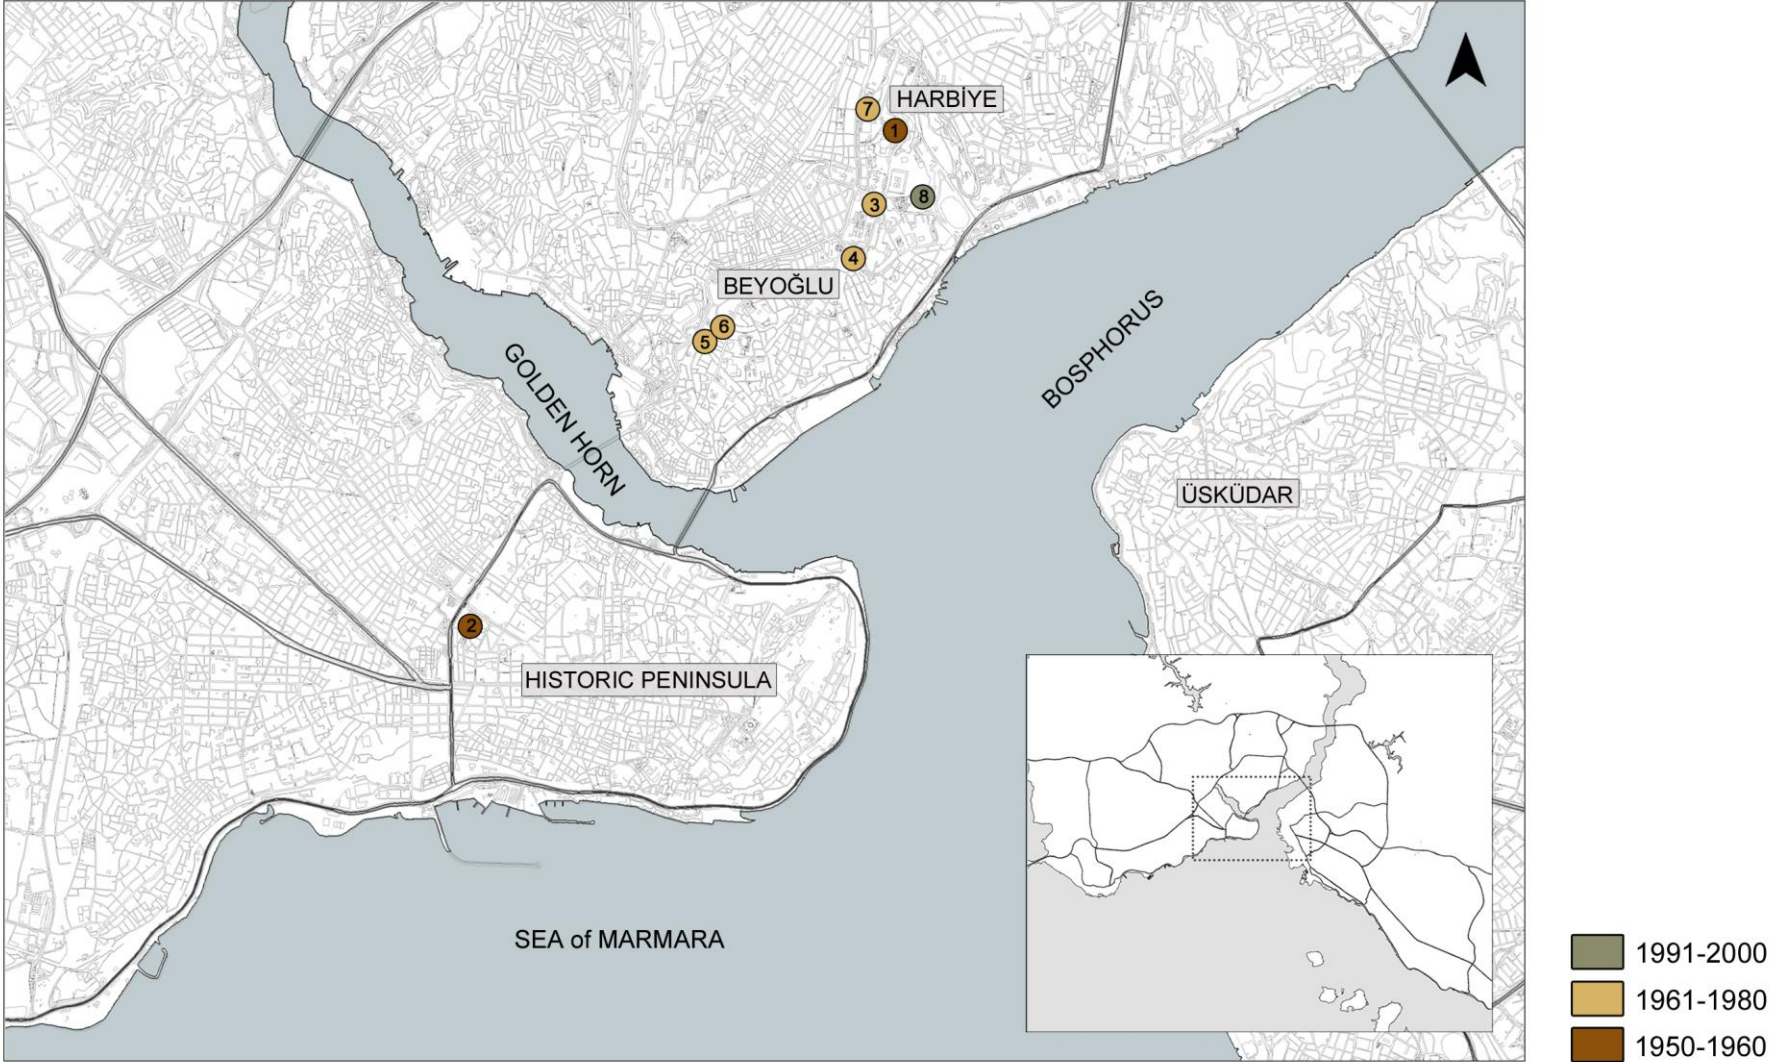 HARBİYE
7
1
8
3
4
BEYOĞLU
6
5
GOLDEN HORN
BOSPHORUS
ÜSKÜDAR
2
HISTORIC PENINSULA
SEA of MARMARA
1991-2000
1961-1980
1950-1960